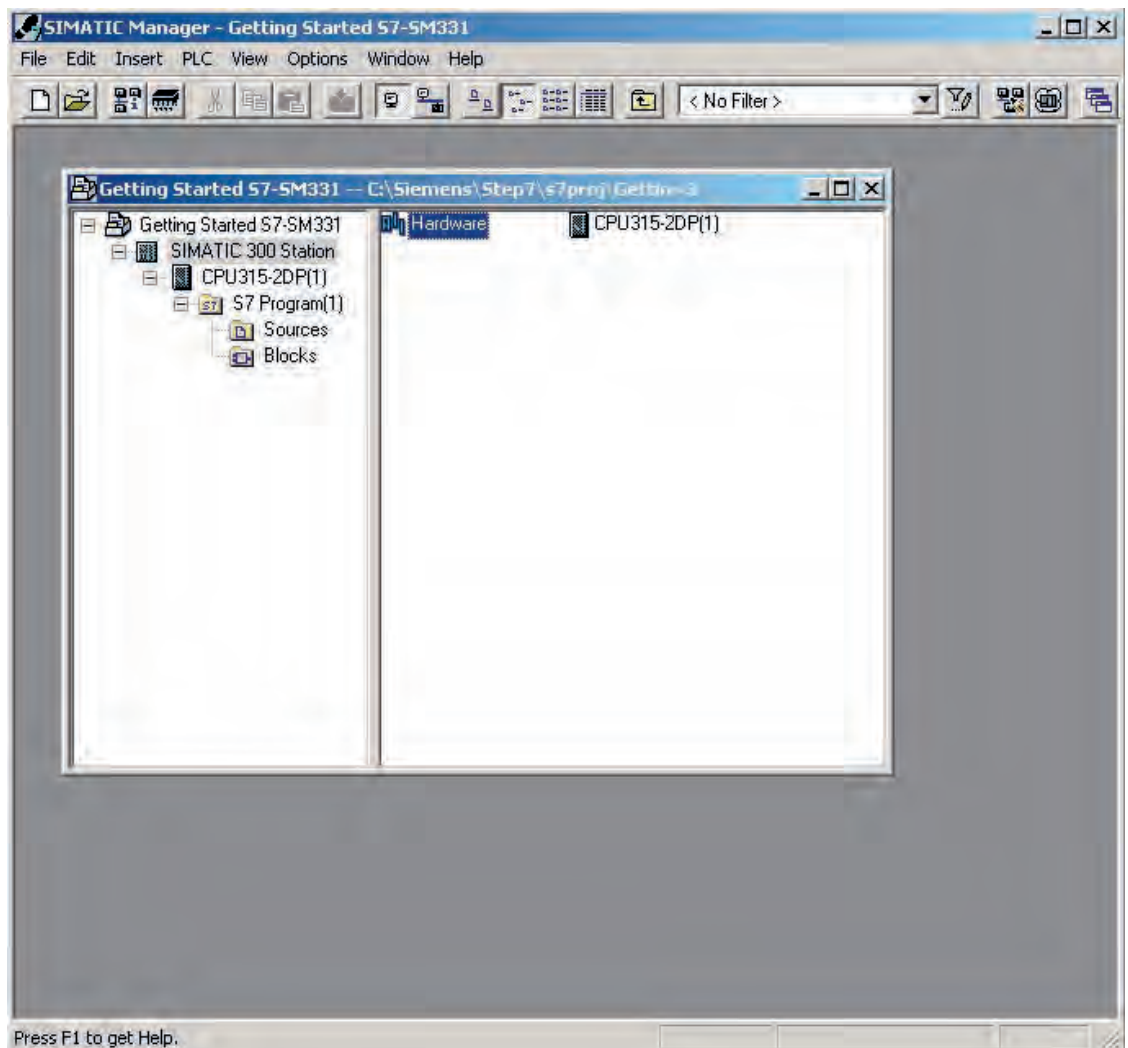 SIMATIC Manager - Getting Started S7-SM331
File Edit Insert PLC View Options Window Help
< No Filter >
Getting Started S7-SM331 -- C:\Siemens\Step7\s7proj\Gettin~3
Getting Started S7-SM331
SIMATIC 300 Station
CPU315-2DP(1)
S7 Program(1)
Sources
Blocks
Hardware
CPU315-2DP(1)
Press F1 to get Help.